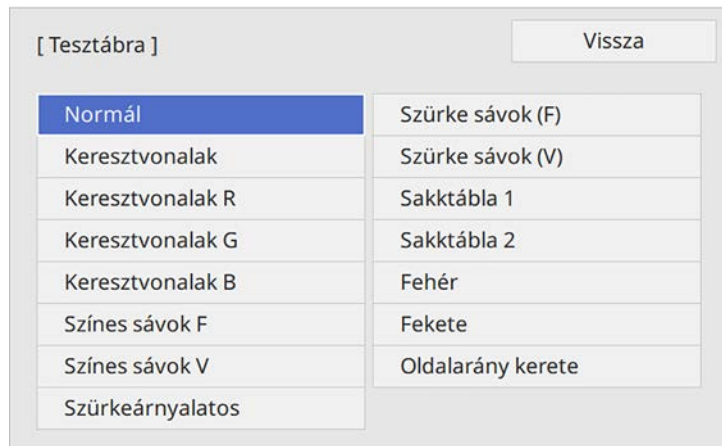 [ Tesztábra ]
Vissza
Normál
Keresztvonalak
Keresztvonalak R
Keresztvonalak G
Keresztvonalak B
Színes sávok F
Színes sávok V
Szürkeárnyalatos
Szürke sávok (F)
Szürke sávok (V)
Sakktábla 1
Sakktábla 2
Fehér
Fekete
Oldalarány kerete